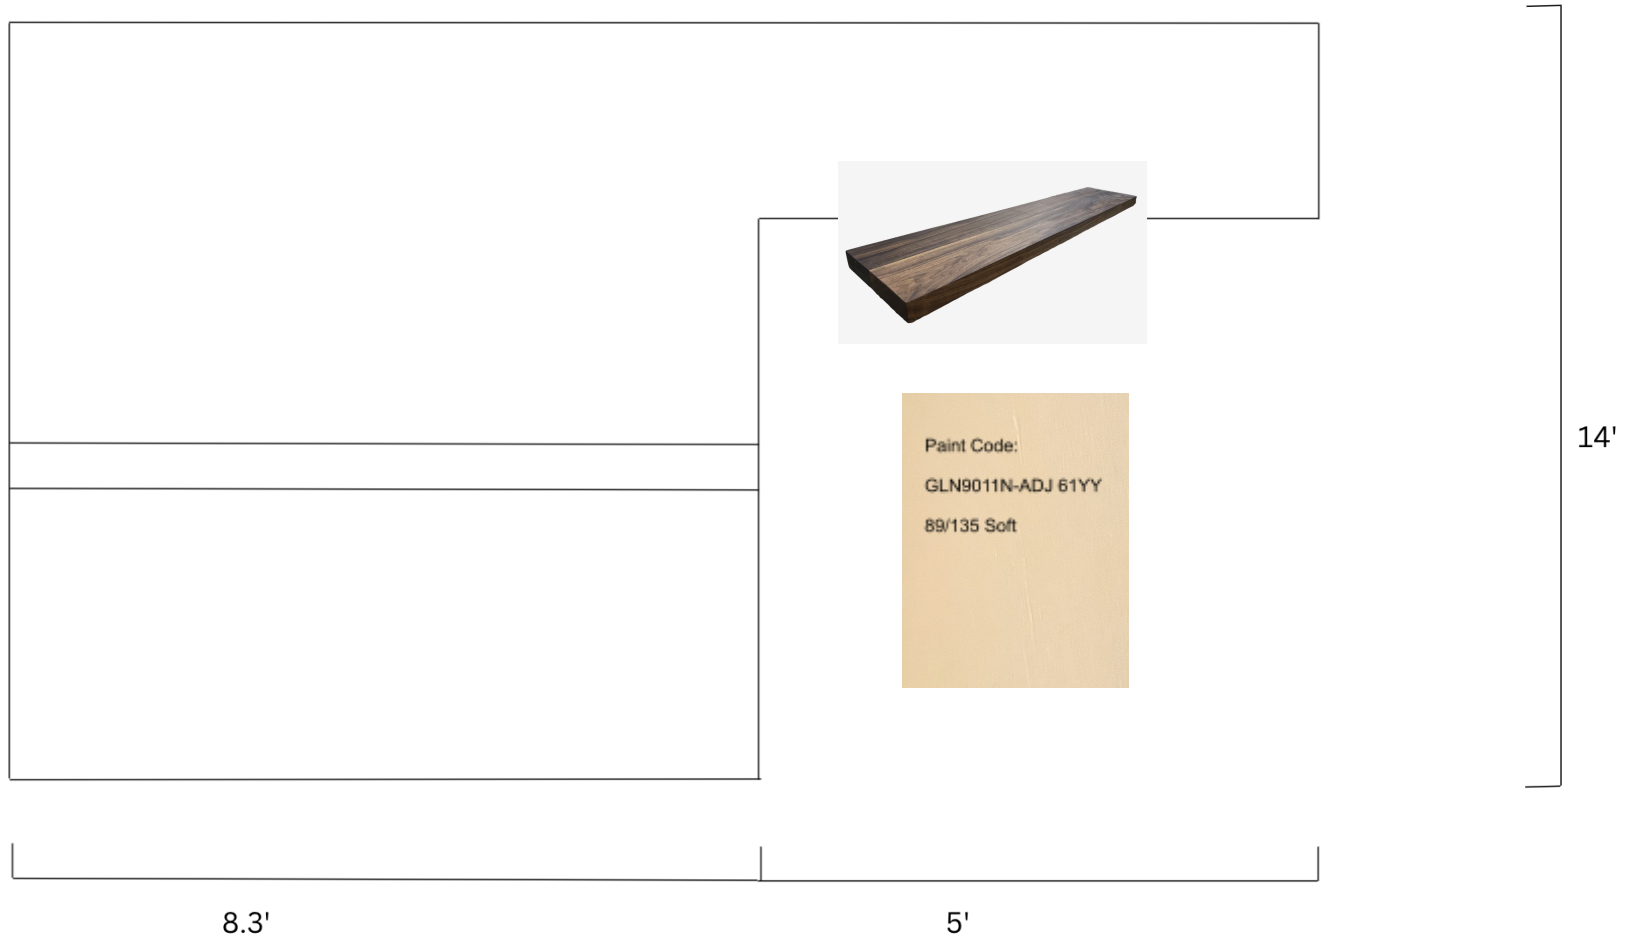 14'
Paint Code:
GLN9011N-ADJ 61YY
89/135 Soft
8.3'
5'